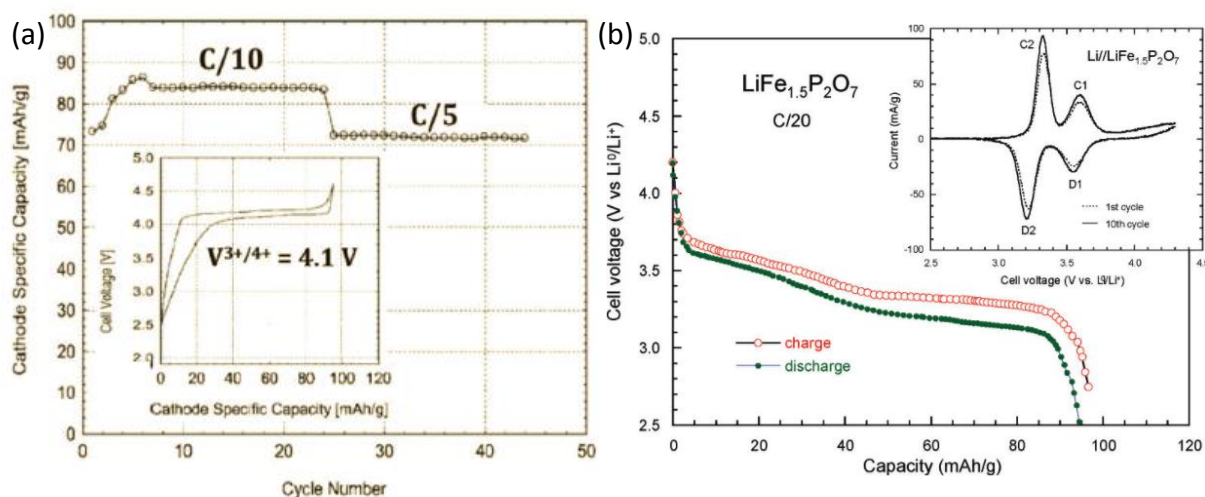 (a)
Cathode Specific Capacity [mAh/g]
100
90
80
70
60
50
40
30
20
10
0
C/10
C/5
Cell Voltage [V]
5.0
4.5
4.0
3.5
3.0
2.5
2.0
V³⁺/⁴⁺ = 4.1 V
0 20 40 60 80 100 120
Cathode Specific Capacity [mAh/g]
0 10 20 30 40 50
Cycle Number
(b)
Cell voltage (V vs Li⁰/Li⁺)
5.0
4.5
4.0
3.5
3.0
2.5
LiFe₁.₅P₂O₇
C/20
charge
discharge
0 20 40 60 80 100 120
Capacity (mAh/g)
Current (mA/g)
100
50
0
-50
-100
C2
C1
Li//LiFe₁.₅P₂O₇
D1
D2
1st cycle
10th cycle
2.5 3.0 3.5 4.0 4.5
Cell voltage (V vs. Li⁰/Li⁺)